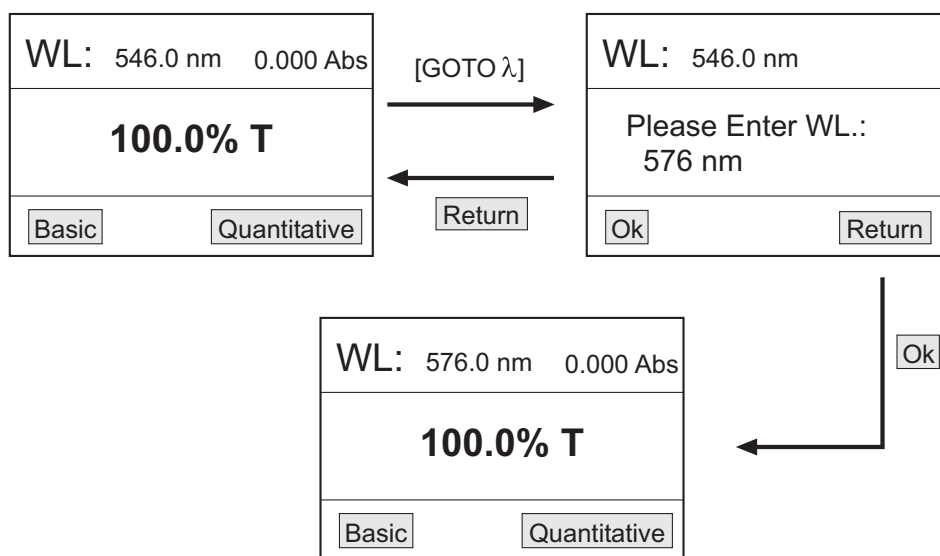 WL: 546.0 nm 0.000 Abs
100.0% T
Basic Quantitative
[GOTO λ]
Return
WL: 546.0 nm
Please Enter WL.:
576 nm
Ok Return
Ok
WL: 576.0 nm 0.000 Abs
100.0% T
Basic Quantitative